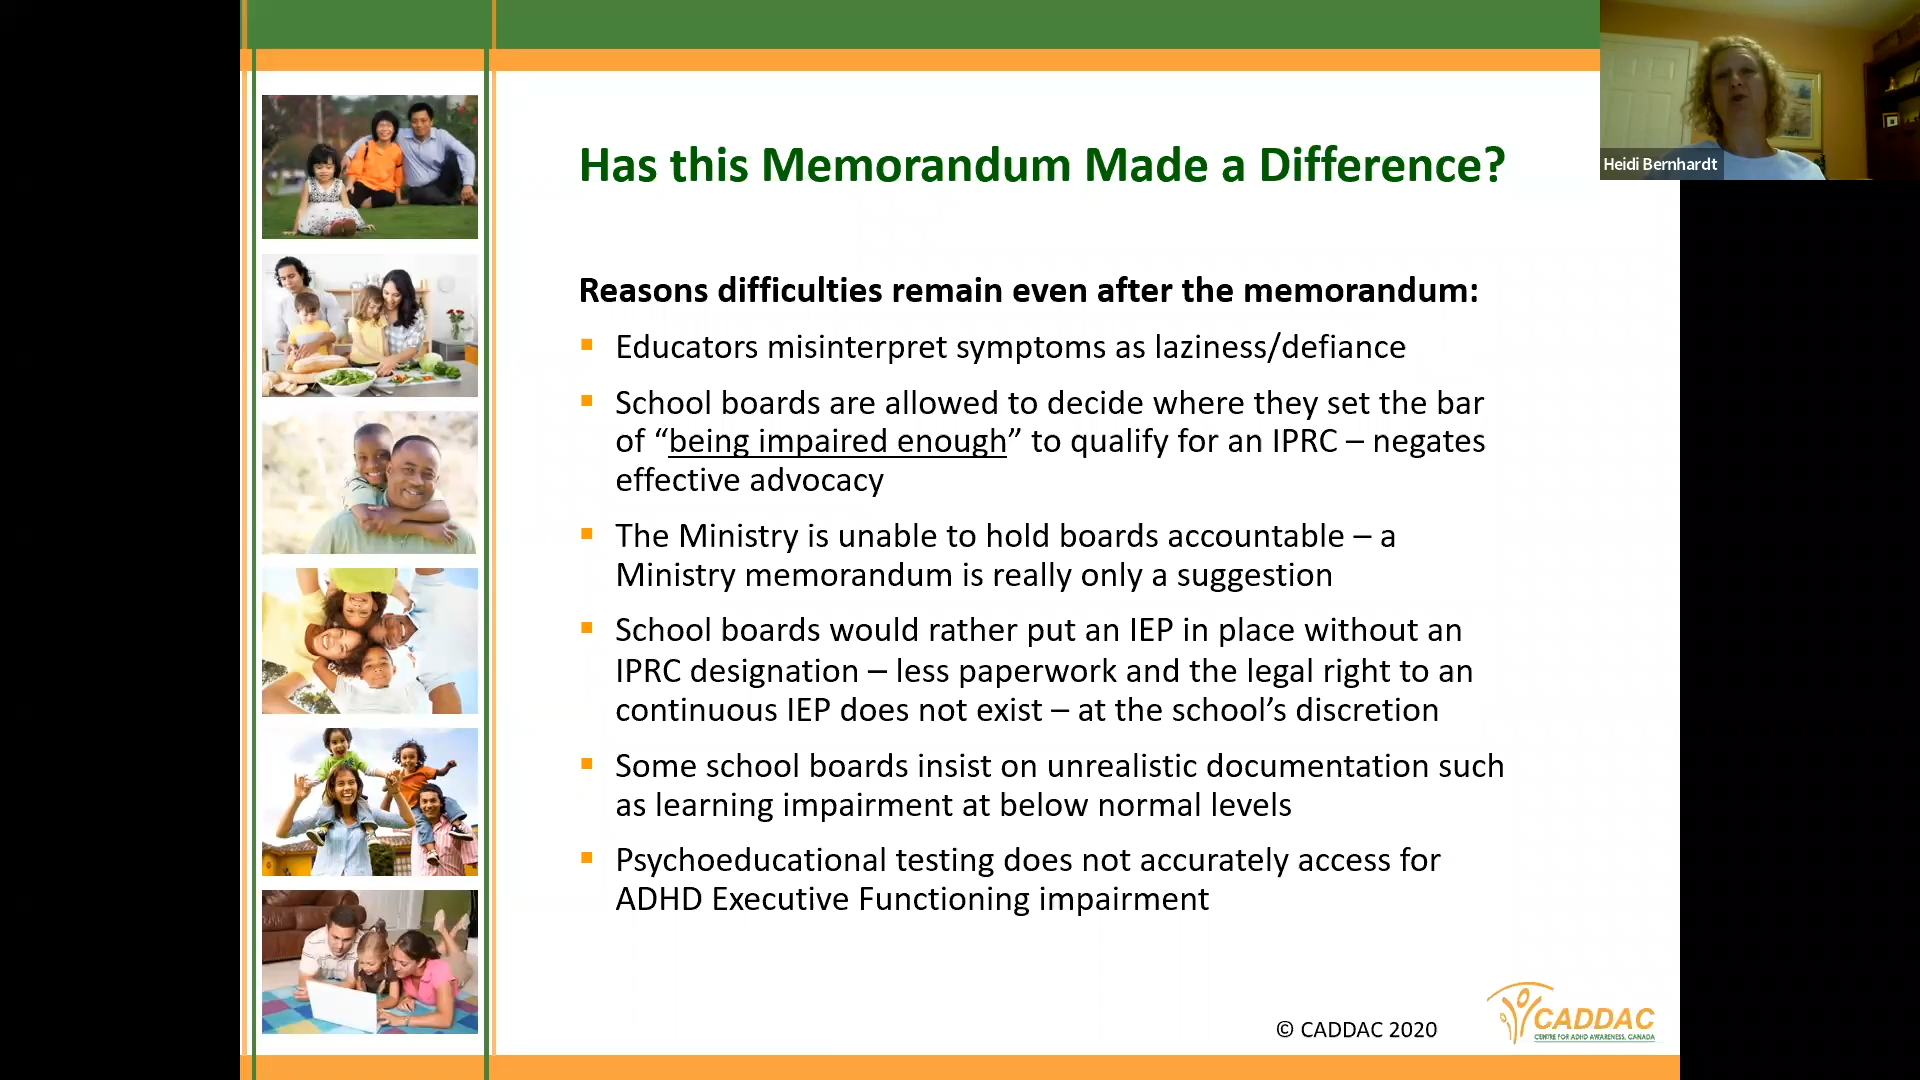 Heidi Bernhardt
Has this Memorandum Made a Difference?
Reasons difficulties remain even after the memorandum:
Educators misinterpret symptoms as laziness/defiance
School boards are allowed to decide where they set the bar
of “being impaired enough” to qualify for an IPRC – negates
effective advocacy
The Ministry is unable to hold boards accountable – a
Ministry memorandum is really only a suggestion
School boards would rather put an IEP in place without an
IPRC designation – less paperwork and the legal right to an
continuous IEP does not exist – at the school’s discretion
Some school boards insist on unrealistic documentation such
as learning impairment at below normal levels
Psychoeducational testing does not accurately access for
ADHD Executive Functioning impairment
© CADDAC 2020
CADDAC
CENTRE FOR ADHD AWARENESS, CANADA